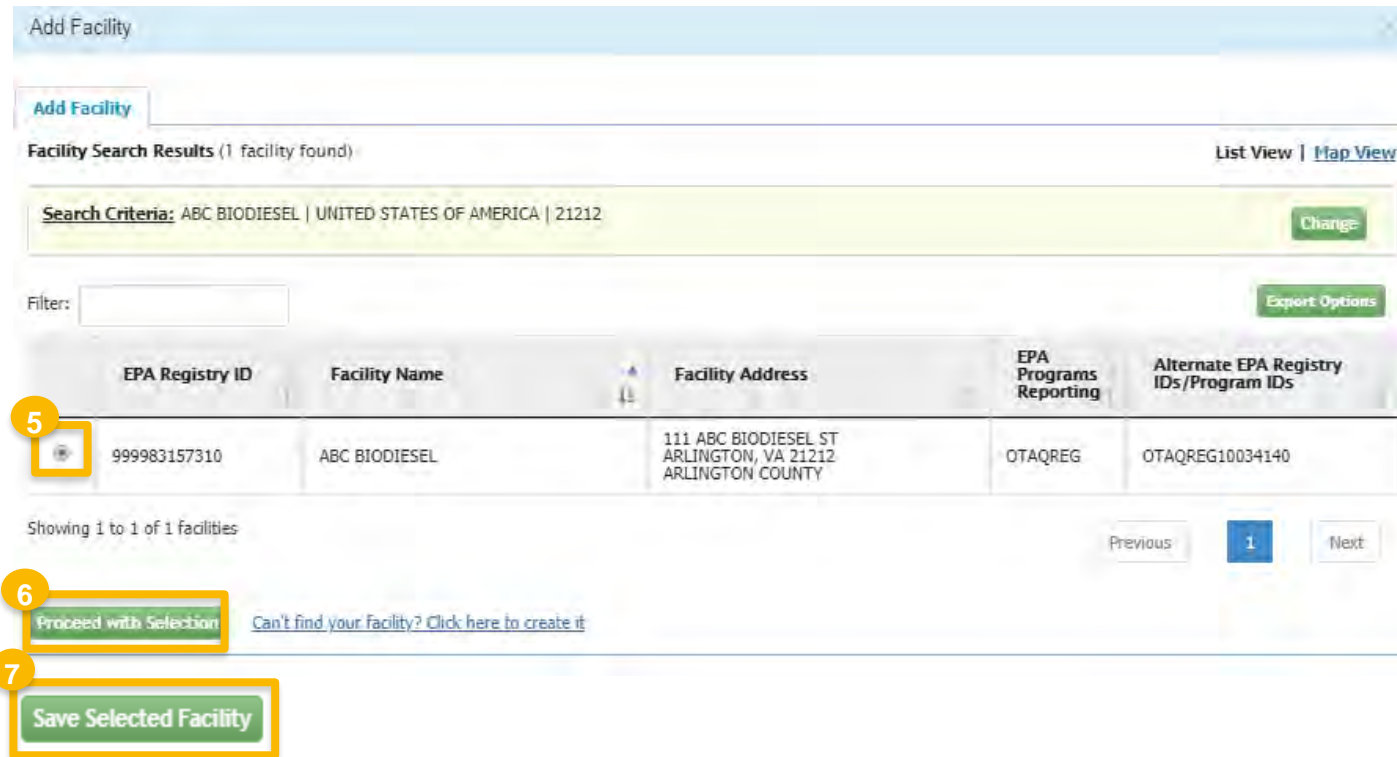 Add Facility
Add Facility
Facility Search Results (1 facility found)
List View | Map View
Search Criteria: ABC BIODIESEL | UNITED STATES OF AMERICA | 21212
Change
Filter:
Export Options
EPA Registry ID
Facility Name
Facility Address
EPA
Programs
Reporting
Alternate EPA Registry
IDs/Program IDs
5
999983157310
ABC BIODIESEL
111 ABC BIODIESEL ST
ARLINGTON, VA 21212
ARLINGTON COUNTY
OTAQREG
OTAQREG10034140
Showing 1 to 1 of 1 facilities
Previous
1
Next
6
Proceed with Selection
Can't find your facility? Click here to create it
7
Save Selected Facility